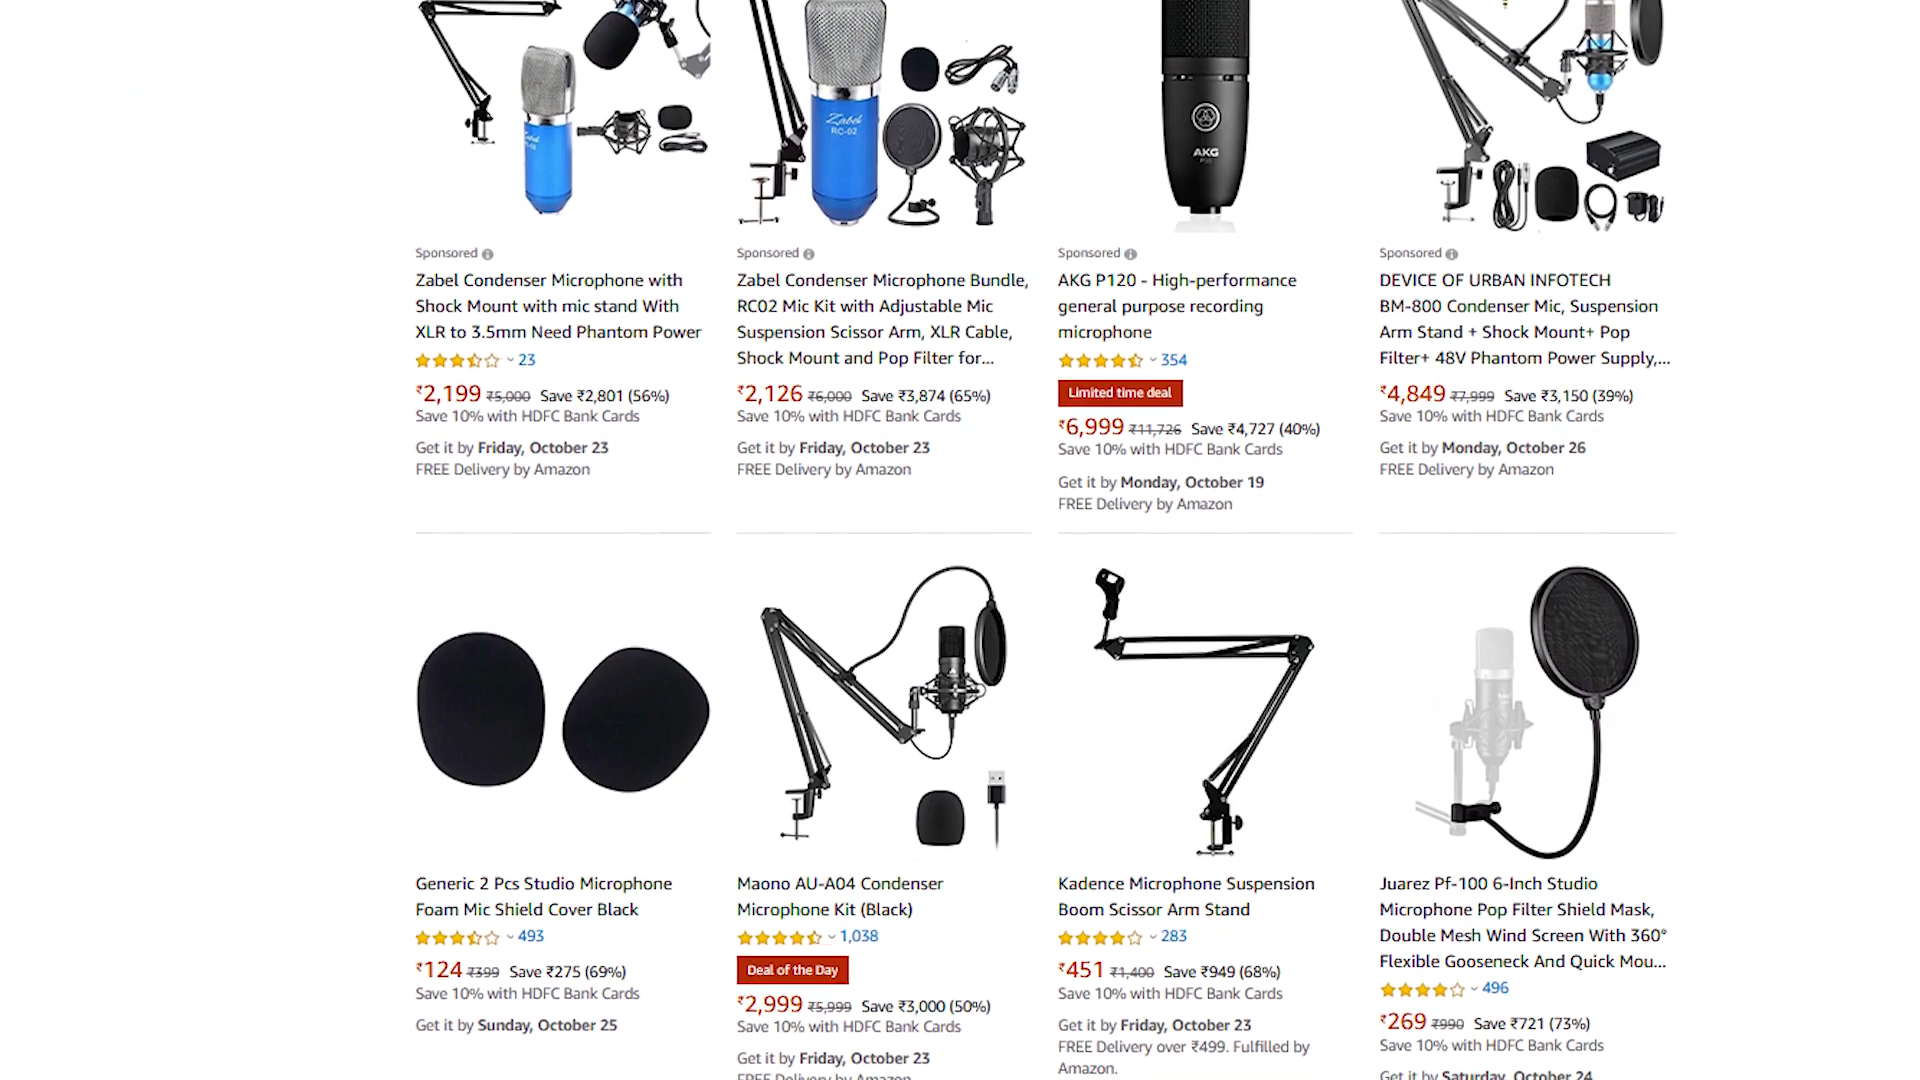 Zabel
RC-02
AKG
Sponsored
Zabel Condenser Microphone with
Shock Mount with mic stand With
XLR to 3.5mm Need Phantom Power
23
₹2,199 ₹5,000 Save ₹2,801 (56%)
Save 10% with HDFC Bank Cards
Get it by Friday, October 23
FREE Delivery by Amazon
Sponsored
Zabel Condenser Microphone Bundle,
RC02 Mic Kit with Adjustable Mic
Suspension Scissor Arm, XLR Cable,
Shock Mount and Pop Filter for...
₹2,126 ₹6,000 Save ₹3,874 (65%)
Save 10% with HDFC Bank Cards
Get it by Friday, October 23
FREE Delivery by Amazon
Sponsored
AKG P120 - High-performance
general purpose recording
microphone
354
Limited time deal
₹6,999 ₹11,726 Save ₹4,727 (40%)
Save 10% with HDFC Bank Cards
Get it by Monday, October 19
FREE Delivery by Amazon
Sponsored
DEVICE OF URBAN INFOTECH
BM-800 Condenser Mic, Suspension
Arm Stand + Shock Mount+ Pop
Filter+ 48V Phantom Power Supply,...
₹4,849 ₹7,999 Save ₹3,150 (39%)
Save 10% with HDFC Bank Cards
Get it by Monday, October 26
FREE Delivery by Amazon
Generic 2 Pcs Studio Microphone
Foam Mic Shield Cover Black
493
₹124 ₹399 Save ₹275 (69%)
Save 10% with HDFC Bank Cards
Get it by Sunday, October 25
Maono AU-A04 Condenser
Microphone Kit (Black)
1,038
Deal of the Day
₹2,999 ₹5,999 Save ₹3,000 (50%)
Save 10% with HDFC Bank Cards
Get it by Friday, October 23
FREE Delivery by Amazon
Kadence Microphone Suspension
Boom Scissor Arm Stand
283
₹451 ₹1,400 Save ₹949 (68%)
Save 10% with HDFC Bank Cards
Get it by Friday, October 23
FREE Delivery over ₹499. Fulfilled by
Amazon.
Juarez Pf-100 6-Inch Studio
Microphone Pop Filter Shield Mask,
Double Mesh Wind Screen With 360°
Flexible Gooseneck And Quick Mou...
496
₹269 ₹990 Save ₹721 (73%)
Save 10% with HDFC Bank Cards
Get it by Saturday, October 24